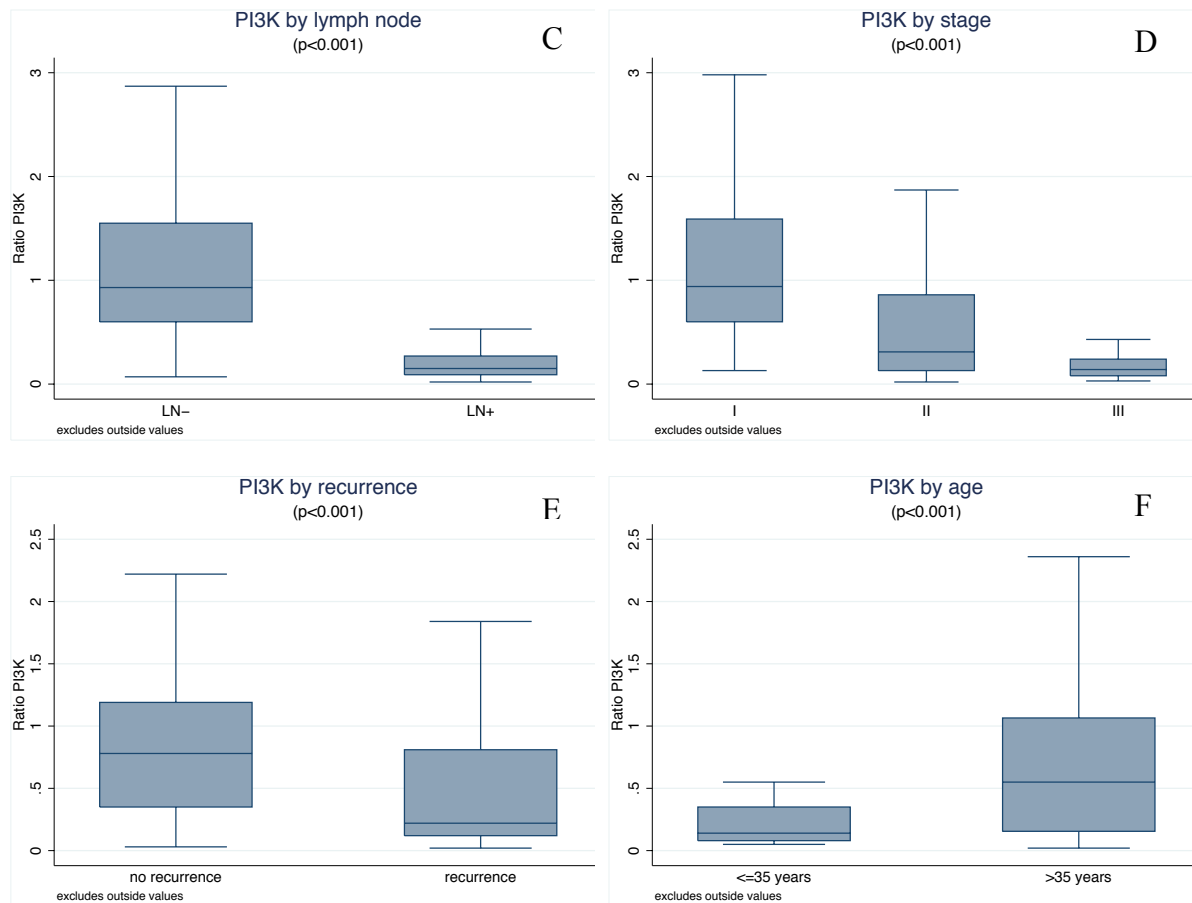 PI3K by lymph node
(p<0.001)
C
3
2
1
0
Ratio PI3K
LN−
LN+
excludes outside values
PI3K by stage
(p<0.001)
D
3
2
1
0
Ratio PI3K
I
II
III
excludes outside values
PI3K by recurrence
(p<0.001)
E
2.5
2
1.5
1
.5
0
Ratio PI3K
no recurrence
recurrence
excludes outside values
PI3K by age
(p<0.001)
F
2.5
2
1.5
1
.5
0
Ratio PI3K
<=35 years
>35 years
excludes outside values